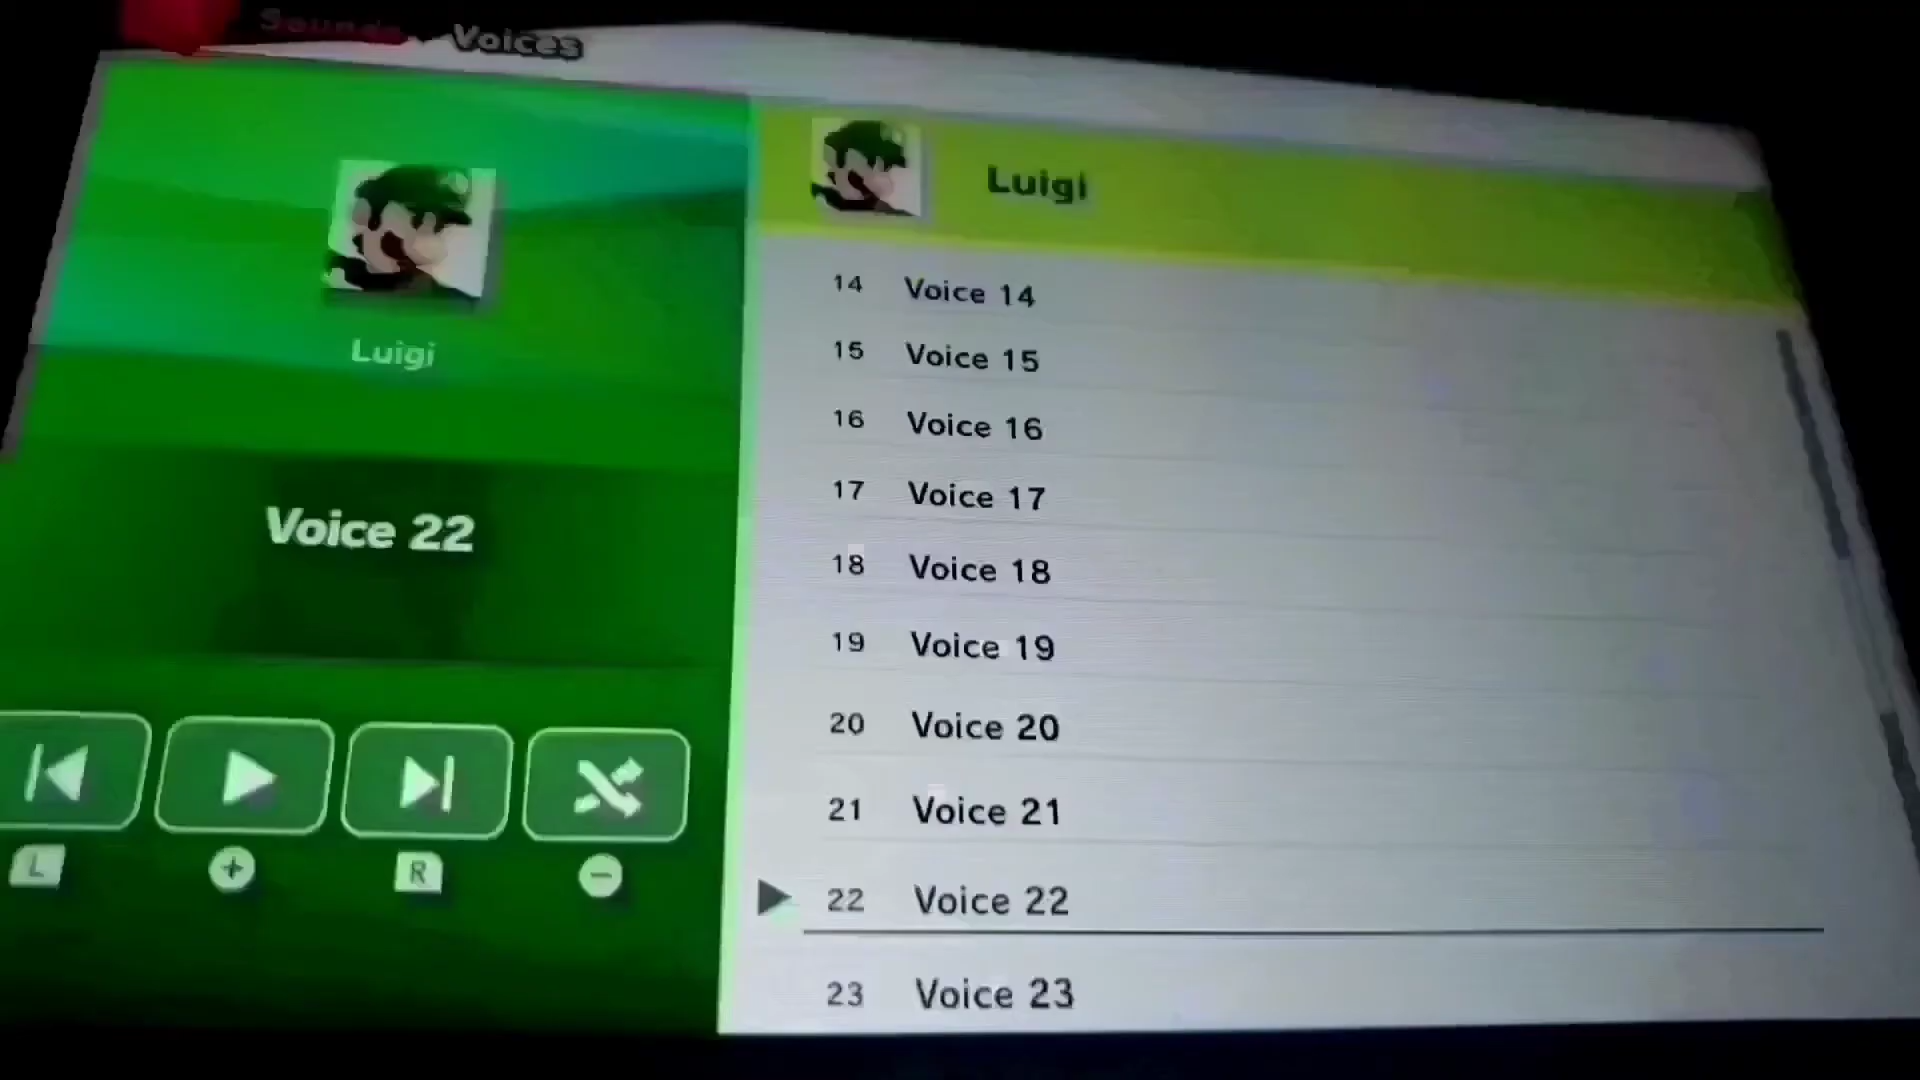 Sounds Voices
Luigi
Voice 22
L
R
Luigi
14 Voice 14
15 Voice 15
16 Voice 16
17 Voice 17
18 Voice 18
19 Voice 19
20 Voice 20
21 Voice 21
22 Voice 22
23 Voice 23